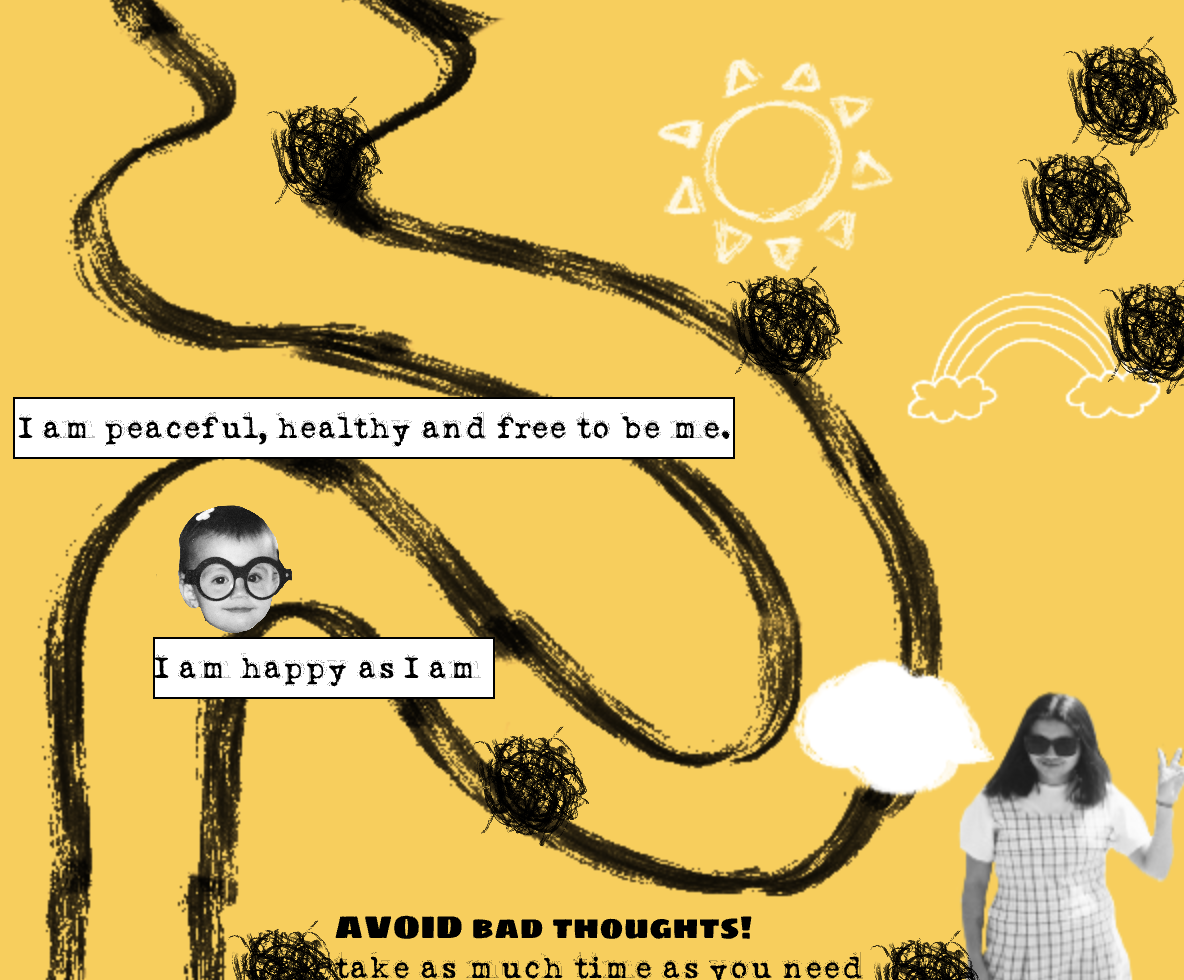 I am peaceful, healthy and free to be me.
I am happy as I am
AVOID BAD THOUGHTS!
take as much time as you need